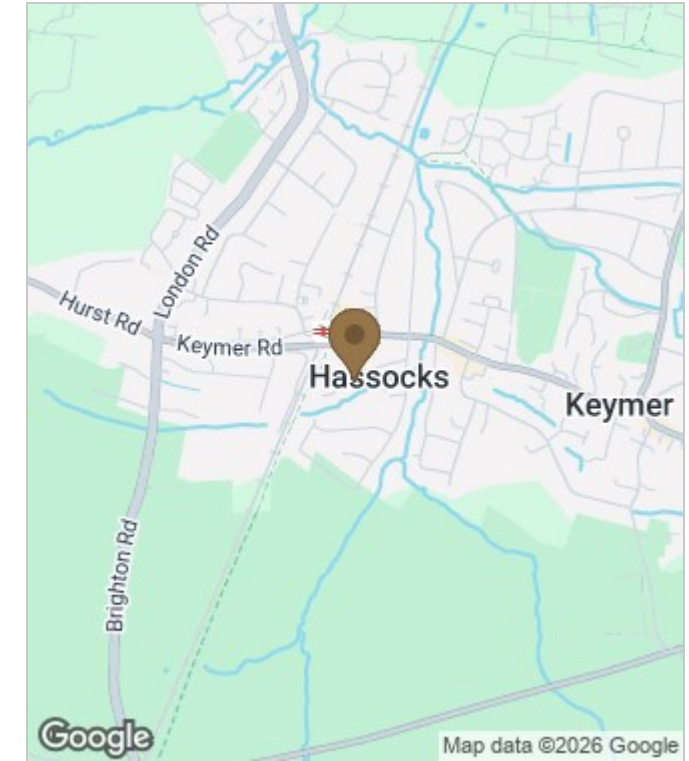 London Rd
Hurst Rd
Keymer Rd
Hassocks
Keymer
Brighton Rd
Google
Map data ©2026 Google